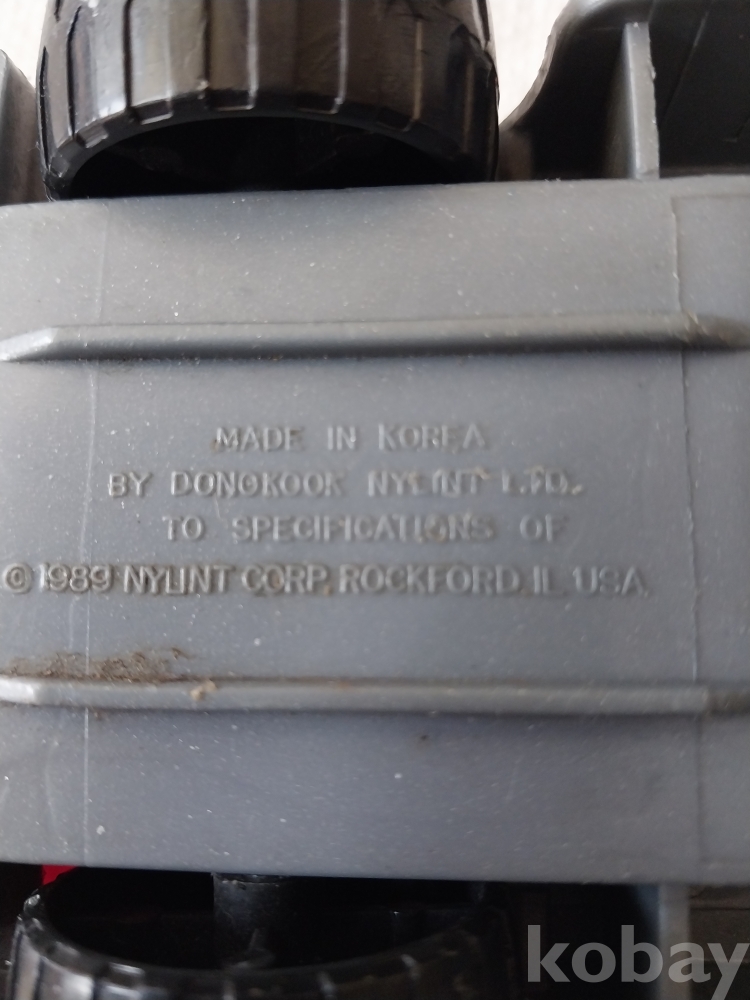 MADE IN KOREA
BY DONGKOOK NYLINT LTD.
TO SPECIFICATIONS OF
© 1989 NYLINT CORP. ROCKFORD. IL. USA
kobay